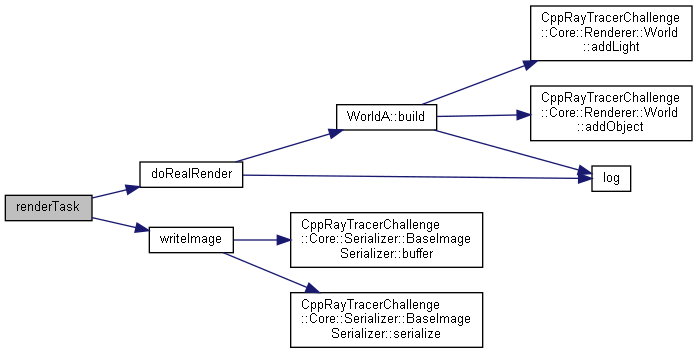 renderTask
doRealRender
writeImage
WorldA::build
CppRayTracerChallenge
::Core::Serializer::BaseImage
Serializer::buffer
CppRayTracerChallenge
::Core::Serializer::BaseImage
Serializer::serialize
CppRayTracerChallenge
::Core::Renderer::World
::addLight
CppRayTracerChallenge
::Core::Renderer::World
::addObject
log